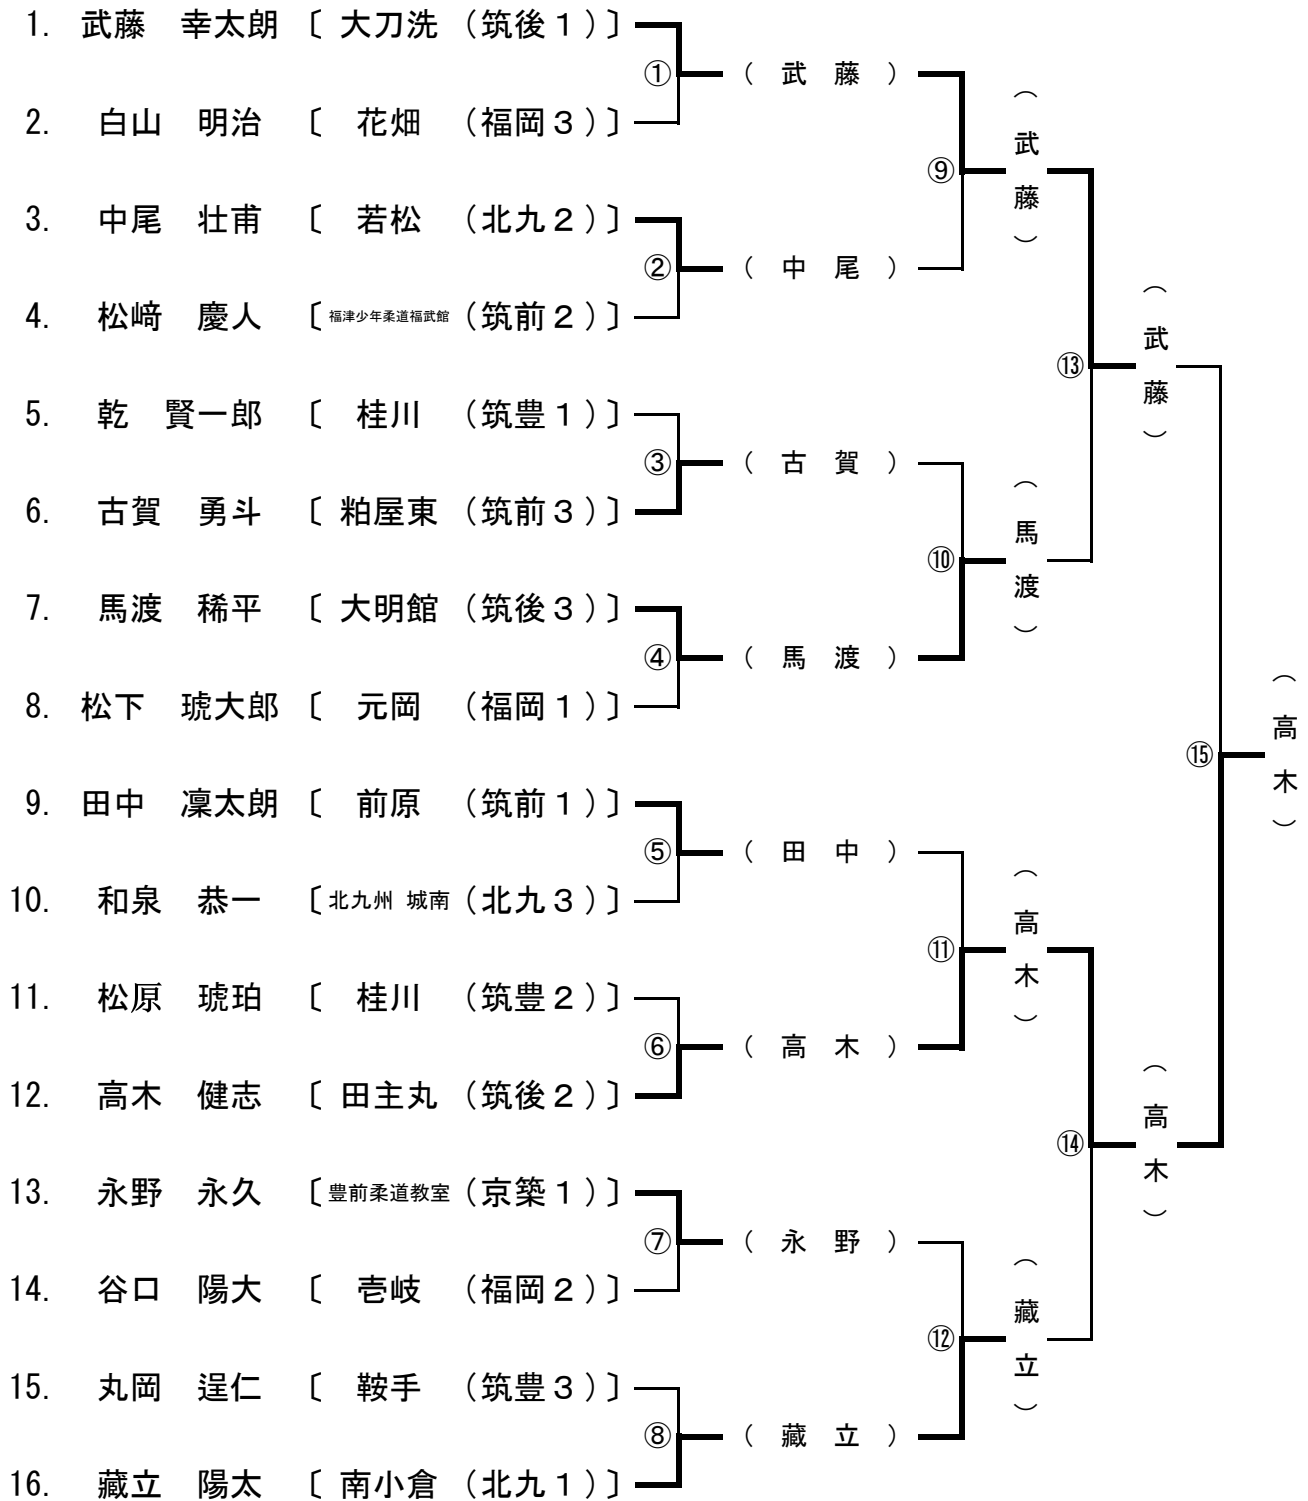 1. 武藤 幸太朗 〔 大刀洗 （筑後１）〕
① （ 武 藤 ）
2. 白山 明治 〔 花畑 （福岡３）〕
（武藤）
⑨
3. 中尾 壮甫 〔 若松 （北九２）〕
② （ 中 尾 ）
4. 松﨑 慶人 〔 福津少年柔道福武館 （筑前２）〕
（武藤）
⑬
5. 乾 賢一郎 〔 桂川 （筑豊１）〕
③ （ 古 賀 ）
6. 古賀 勇斗 〔 粕屋東 （筑前３）〕
（馬渡）
⑩
7. 馬渡 稀平 〔 大明館 （筑後３）〕
④ （ 馬 渡 ）
8. 松下 琥大郎 〔 元岡 （福岡１）〕
（高木）
⑮
9. 田中 凜太朗 〔 前原 （筑前１）〕
⑤ （ 田 中 ）
10. 和泉 恭一 〔 北九州 城南 （北九３）〕
（高木）
⑪
11. 松原 琥珀 〔 桂川 （筑豊２）〕
⑥ （ 高 木 ）
12. 高木 健志 〔 田主丸 （筑後２）〕
（高木）
⑭
13. 永野 永久 〔 豊前柔道教室 （京築１）〕
⑦ （ 永 野 ）
14. 谷口 陽大 〔 壱岐 （福岡２）〕
（藏立）
⑫
15. 丸岡 逞仁 〔 鞍手 （筑豊３）〕
⑧ （ 藏 立 ）
16. 藏立 陽太 〔 南小倉 （北九１）〕